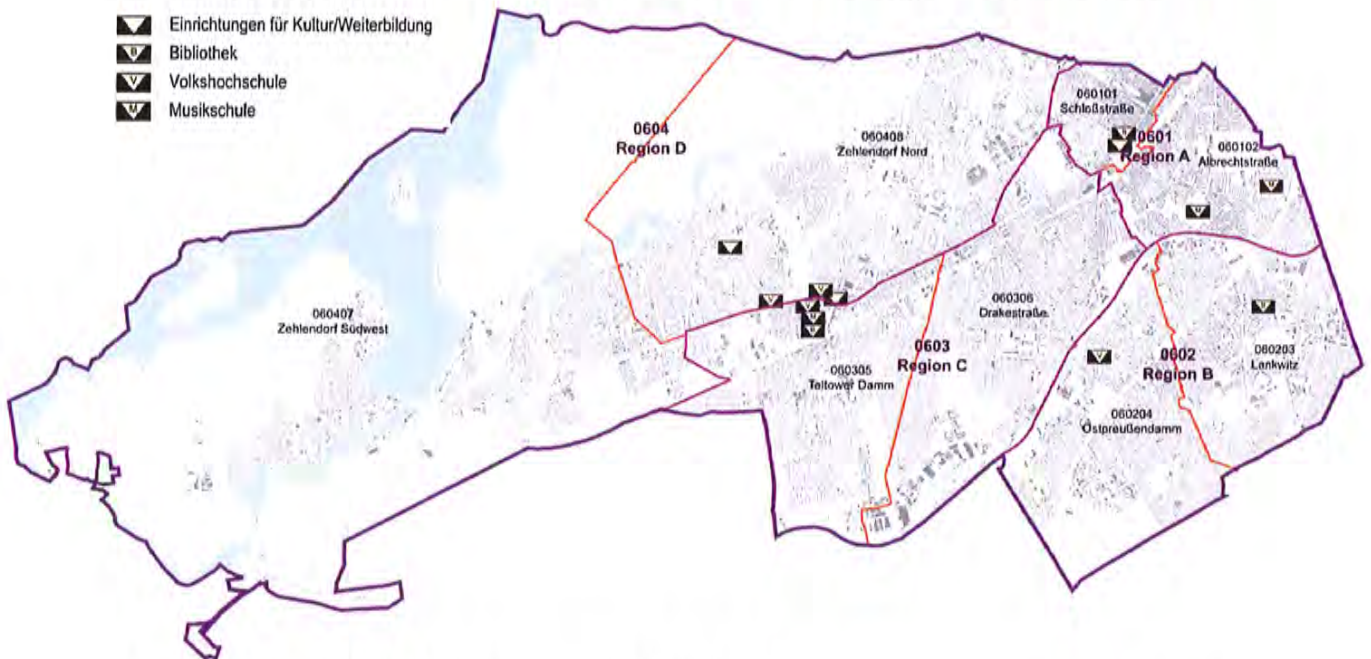 Einrichtungen für Kultur/Weiterbildung
B
Bibliothek
V
Volkshochschule
M
Musikschule
0604
Region D
060408
Zehlendorf Nord
060101
Schloßstraße
0601
Region A
060102
Albrechtstraße
060407
Zehlendorf Südwest
060306
Drakestraße
0603
Region C
060305
Teltower Damm
0602
Region B
060203
Lankwitz
060204
Ostpreußendamm